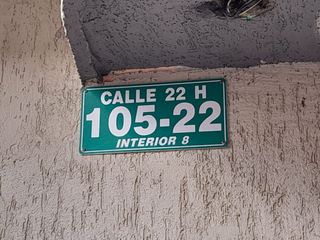 CALLE 22 H
105-22
INTERIOR 8